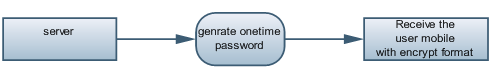 server
genrate onetime
password
Receive the
user mobile
with encrypt format